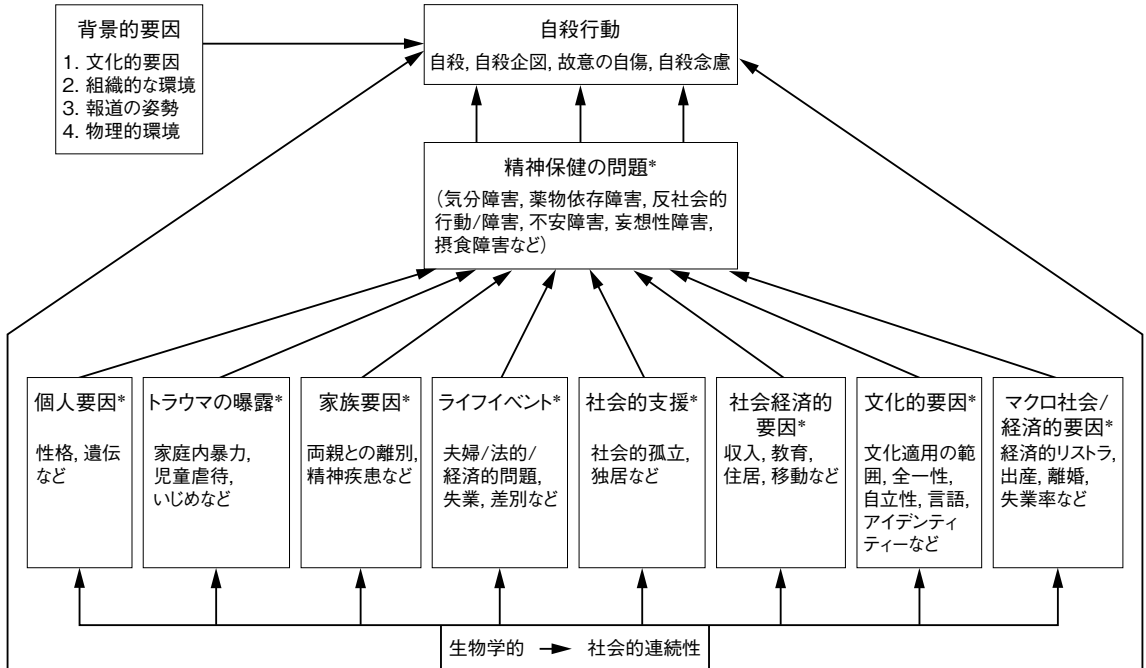 背景的要因
1. 文化的要因
2. 組織的な環境
3. 報道の姿勢
4. 物理的環境
自殺行動
自殺, 自殺企図, 故意の自傷, 自殺念慮
精神保健の問題*
(気分障害, 薬物依存障害, 反社会的
行動/障害, 不安障害, 妄想性障害,
摂食障害など)
個人要因*
性格, 遺伝
など
トラウマの曝露*
家庭内暴力,
児童虐待,
いじめなど
家族要因*
両親との離別,
精神疾患など
ライフイベント*
夫婦/法的/
経済的問題,
失業, 差別など
社会的支援*
社会的孤立,
独居など
社会経済的
要因*
収入, 教育,
住居, 移動など
文化的要因*
文化適用の範
囲, 全一性,
自立性, 言語,
アイデンティ
ティーなど
マクロ社会/
経済的要因*
経済的リストラ,
出産, 離婚,
失業率など
生物学的 → 社会的連続性